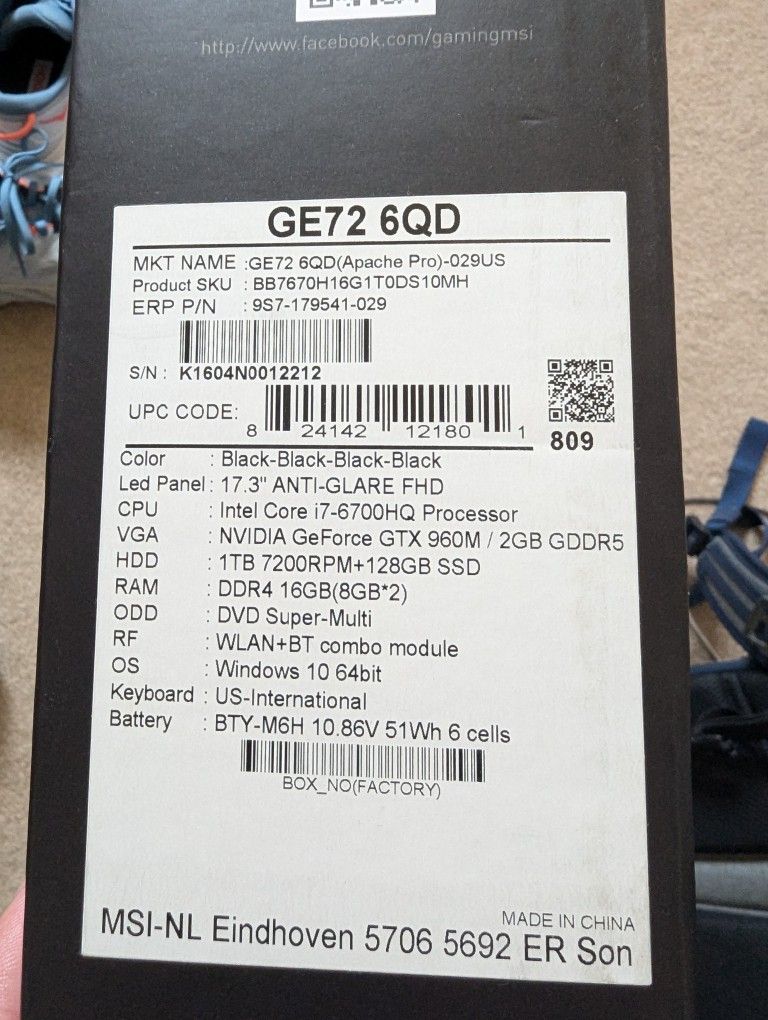 http://www.facebook.com/gamingmsi
GE72 6QD
MKT NAME :GE72 6QD(Apache Pro)-029US
Product SKU : BB7670H16G1T0DS10MH
ERP P/N : 9S7-179541-029
S/N : K1604N0012212
UPC CODE: 8 24142 12180 1
809
Color : Black-Black-Black-Black
Led Panel : 17.3" ANTI-GLARE FHD
CPU : Intel Core i7-6700HQ Processor
VGA : NVIDIA GeForce GTX 960M / 2GB GDDR5
HDD : 1TB 7200RPM+128GB SSD
RAM : DDR4 16GB(8GB*2)
ODD : DVD Super-Multi
RF : WLAN+BT combo module
OS : Windows 10 64bit
Keyboard : US-International
Battery : BTY-M6H 10.86V 51Wh 6 cells
BOX_NO(FACTORY)
MADE IN CHINA
MSI-NL Eindhoven 5706 5692 ER Son